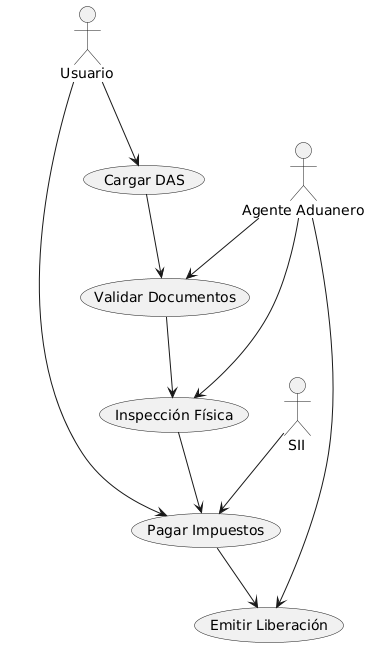 Usuario
Cargar DAS
Agente Aduanero
Validar Documentos
Inspección Física
SII
Pagar Impuestos
Emitir Liberación